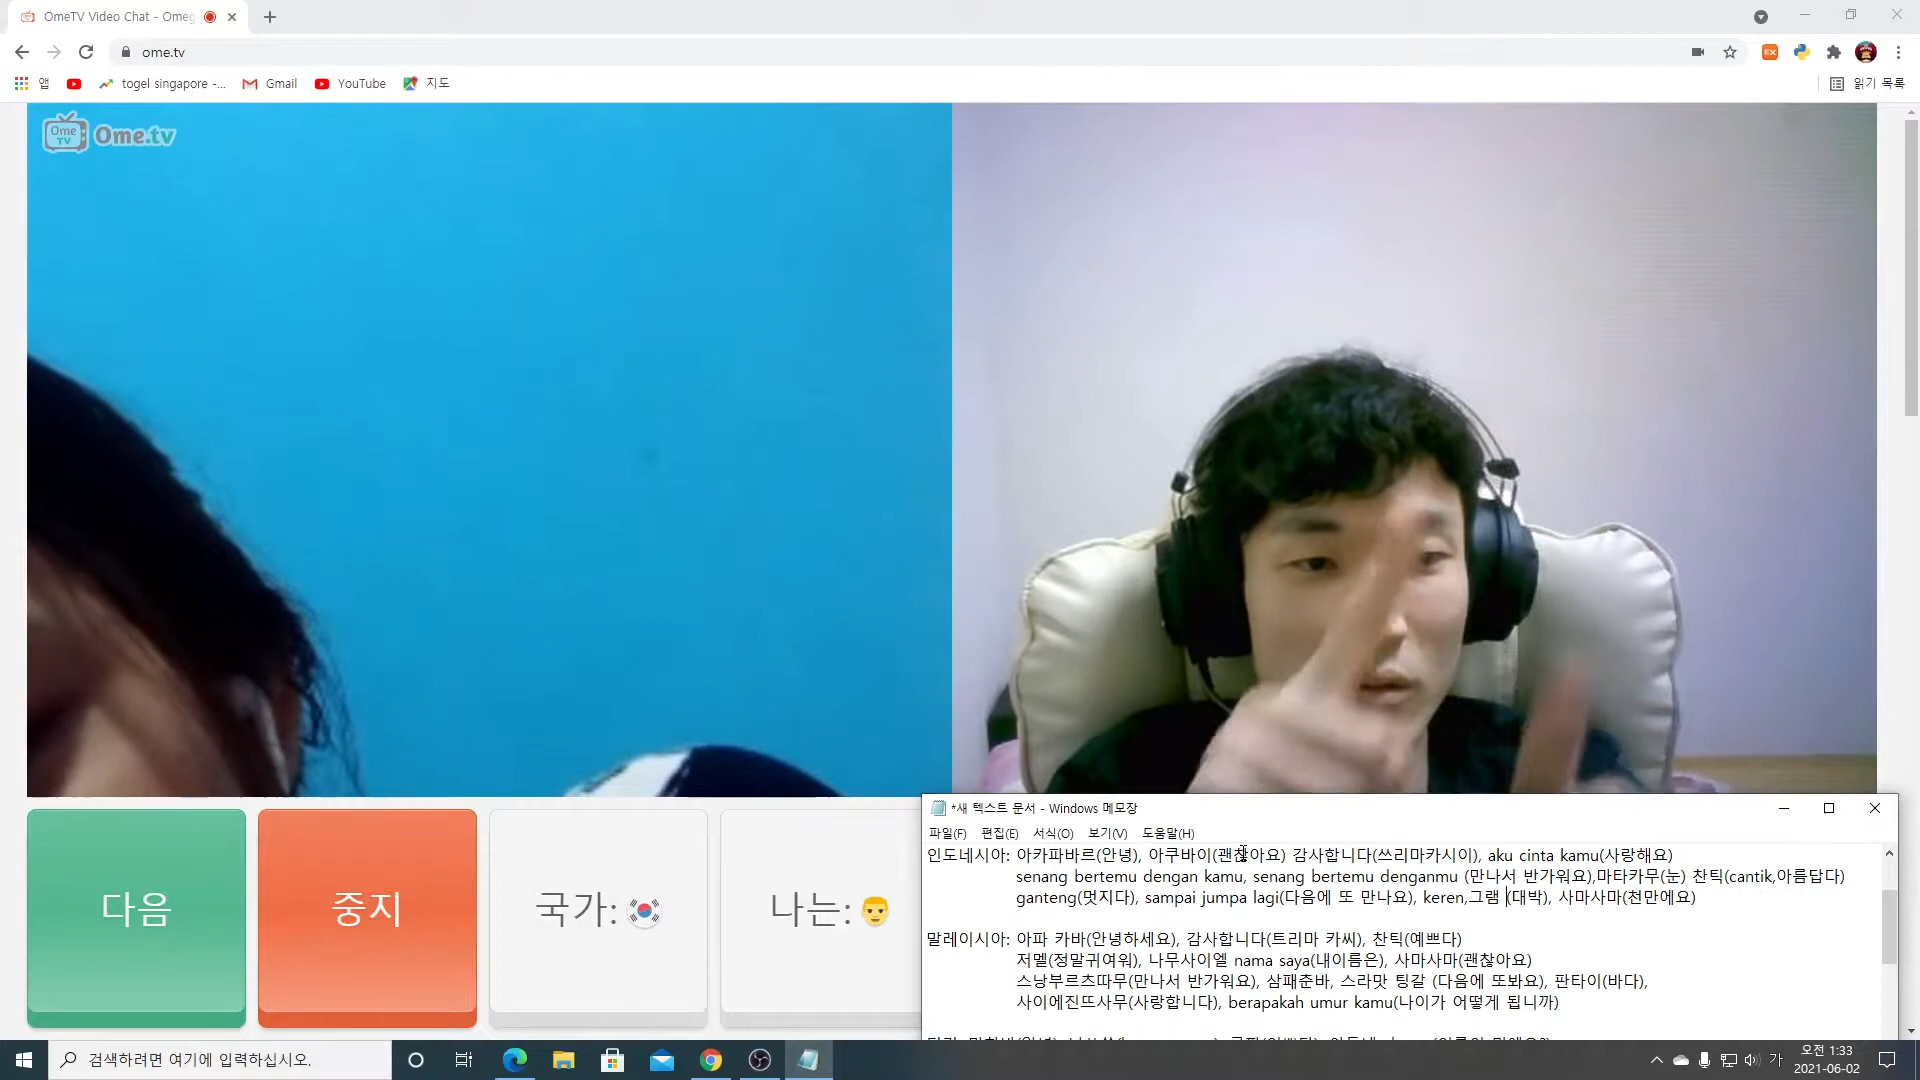 OmeTV Video Chat - Omeg
ome.tv
앱
togel singapore -...
Gmail
YouTube
지도
읽기 목록
Ome TV
Ome.tv
다음
중지
국가:
나는:
*새 텍스트 문서 - Windows 메모장
파일(F) 편집(E) 서식(O) 보기(V) 도움말(H)
인도네시아: 아카파바르(안녕), 아쿠바이(괜찮아요) 감사합니다(쓰리마카시이), aku cinta kamu(사랑해요)
senang bertemu dengan kamu, senang bertemu denganmu (만나서 반가워요),마타카무(눈) 찬틱(cantik,아름답다)
ganteng(멋지다), sampai jumpa lagi(다음에 또 만나요), keren,그램 (대박), 사마사마(천만에요)
말레이시아: 아파 카바(안녕하세요), 감사합니다(트리마 카씨), 찬틱(예쁘다)
저멜(정말귀여워), 나무사이엘 nama saya(내이름은), 사마사마(괜찮아요)
스낭부르츠따무(만나서 반가워요), 삼패춘바, 스라맛 팅갈 (다음에 또봐요), 판타이(바다),
사이에진뜨사무(사랑합니다), berapakah umur kamu(나이가 어떻게 됩니까)
검색하려면 여기에 입력하십시오.
가
오전 1:33
2021-06-02